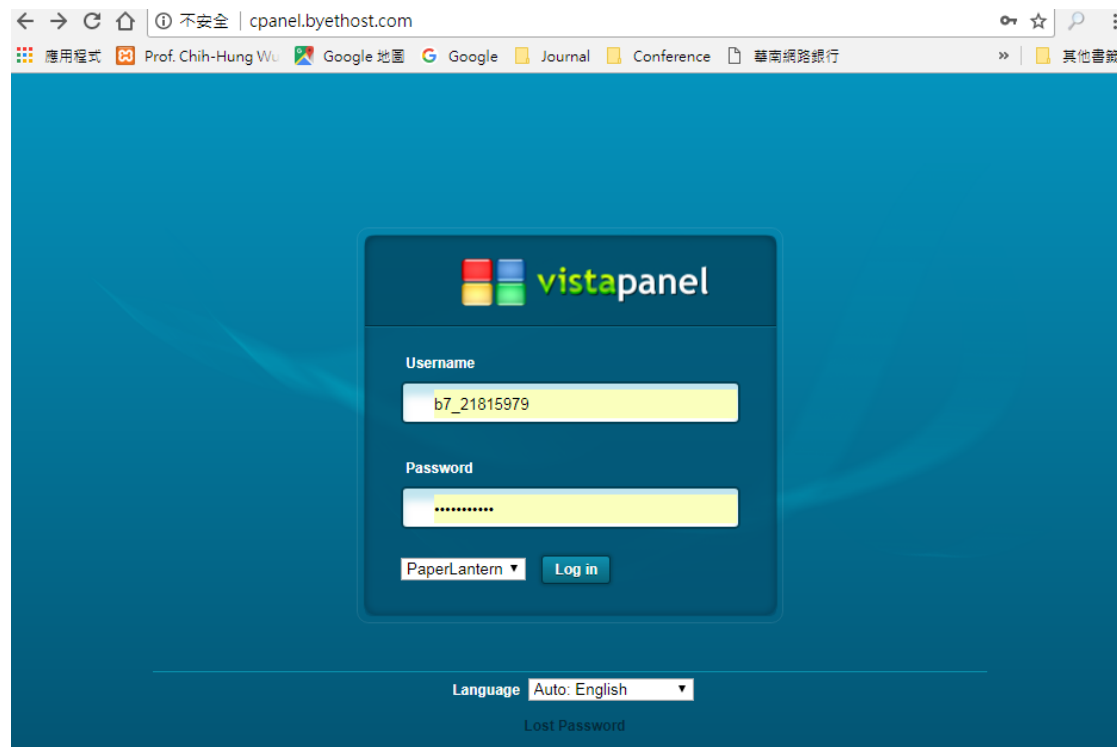 不安全 | cpanel.byethost.com
應用程式 Prof. Chih-Hung Wu Google 地圖 G Google Journal Conference 華南網路銀行 » 其他書籤
vistapanel
Username
b7_21815979
Password
•••••••••••
PaperLantern ▼ Log in
Language Auto: English ▼
Lost Password